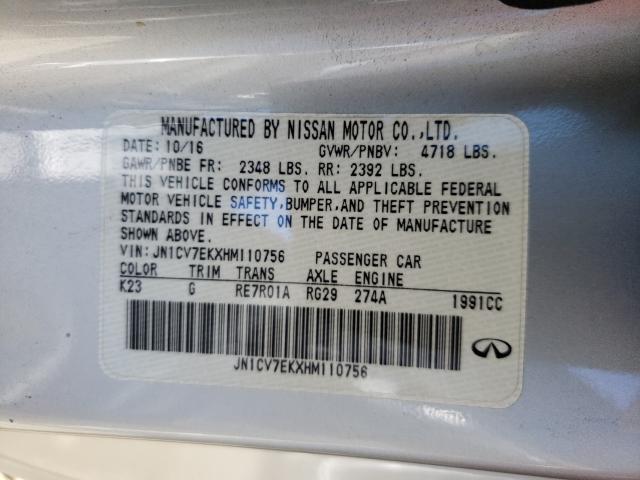 MANUFACTURED BY NISSAN MOTOR CO.,LTD.
DATE: 10/16 GVWR/PNBV: 4718 LBS.
GAWR/PNBE FR: 2348 LBS. RR: 2392 LBS.
THIS VEHICLE CONFORMS TO ALL APPLICABLE FEDERAL
MOTOR VEHICLE SAFETY,BUMPER,AND THEFT PREVENTION
STANDARDS IN EFFECT ON THE DATE OF MANUFACTURE
SHOWN ABOVE.
VIN: JN1CV7EKXHM110756 PASSENGER CAR
COLOR TRIM TRANS AXLE ENGINE
K23 G RE7R01A RG29 274A 1991CC
JN1CV7EKXHM110756